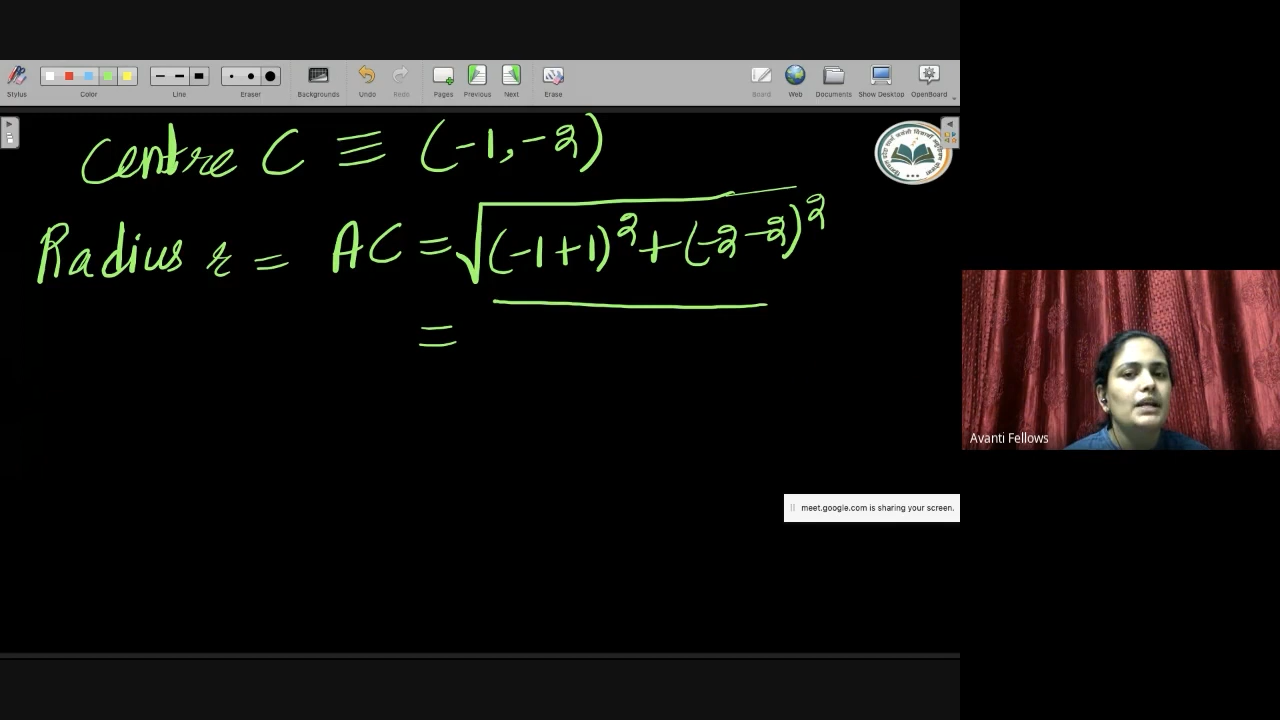 Stylus Color Line Eraser Backgrounds Undo Redo Pages Previous Next Erase Board Web Documents Show Desktop OpenBoard
Centre C ≡ (-1, -2)
Radius r = AC = √((-1+1)² + (-2-2)²)
=
Avanti Fellows
meet.google.com is sharing your screen.